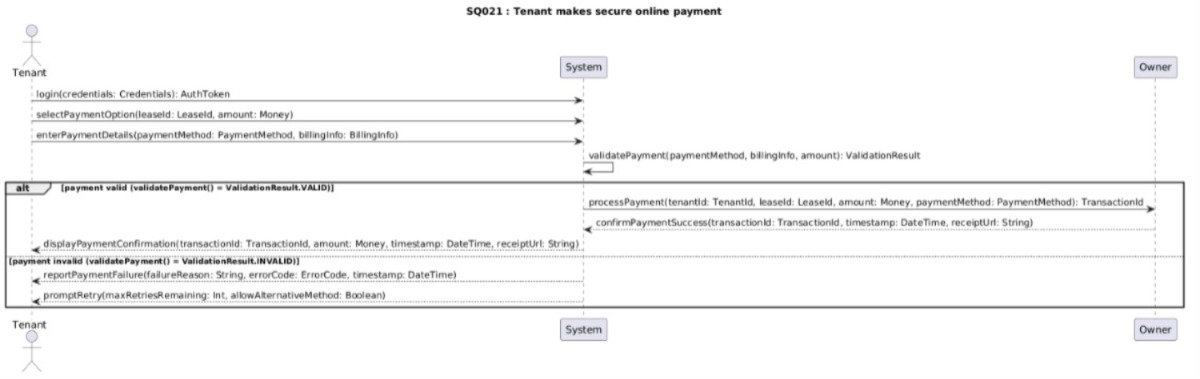 SQ021 : Tenant makes secure online payment
Tenant
System
Owner
login(credentials: Credentials): AuthToken
selectPaymentOption(leaseId: LeaseId, amount: Money)
enterPaymentDetails(paymentMethod: PaymentMethod, billingInfo: BillingInfo)
validatePayment(paymentMethod, billingInfo, amount): ValidationResult
alt [payment valid (validatePayment() = ValidationResult.VALID)]
processPayment(tenantId: TenantId, leaseId: LeaseId, amount: Money, paymentMethod: PaymentMethod): TransactionId
confirmPaymentSuccess(transactionId: TransactionId, timestamp: DateTime, receiptUrl: String)
displayPaymentConfirmation(transactionId: TransactionId, amount: Money, timestamp: DateTime, receiptUrl: String)
[payment invalid (validatePayment() = ValidationResult.INVALID)]
reportPaymentFailure(failureReason: String, errorCode: ErrorCode, timestamp: DateTime)
promptRetry(maxRetriesRemaining: Int, allowAlternativeMethod: Boolean)
Tenant
System
Owner